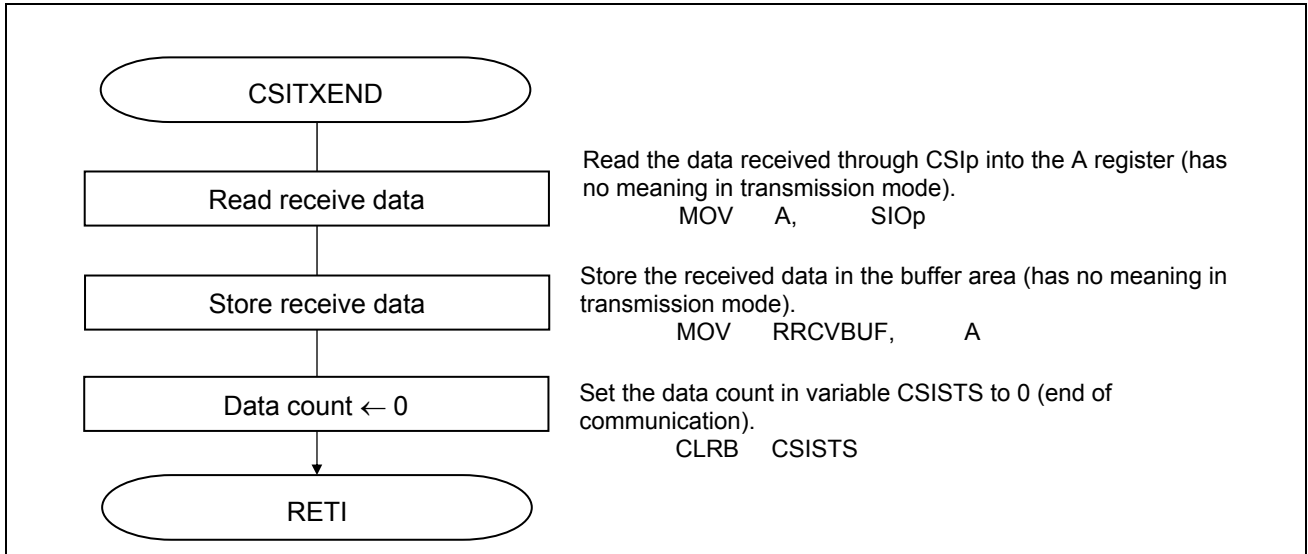 CSITXEND
Read receive data
Read the data received through CSIp into the A register (has
no meaning in transmission mode).
MOV A, SIOp
Store receive data
Store the received data in the buffer area (has no meaning in
transmission mode).
MOV RRCVBUF, A
Data count ← 0
Set the data count in variable CSISTS to 0 (end of
communication).
CLRB CSISTS
RETI